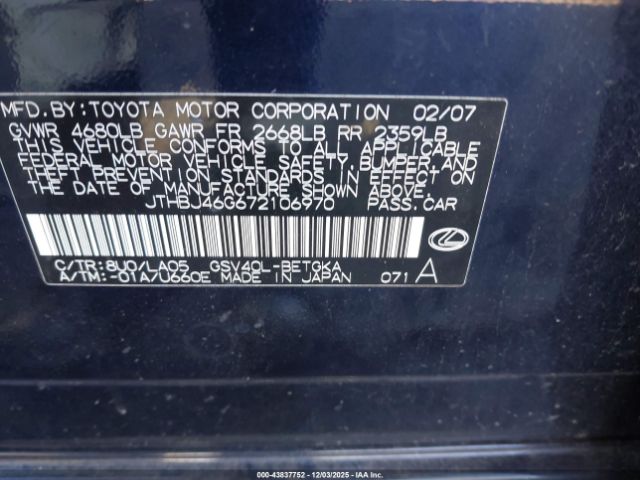 MFD.BY:TOYOTA MOTOR CORPORATION 02/07
GVWR 4680LB GAWR FR 2668LB RR 2359LB
THIS VEHICLE CONFORMS TO ALL APPLICABLE
FEDERAL MOTOR VEHICLE SAFETY, BUMPER, AND
THEFT PREVENTION STANDARDS IN EFFECT ON
THE DATE OF MANUFACTURE SHOWN ABOVE.
JTHBJ46G672106970 PASS.CAR
C/TR:8U0/LA05 GSV40L-BETGKA
A/TM:-01A/U660E MADE IN JAPAN 071 A
000-43837752 - 12/03/2025 - IAAI Inc.